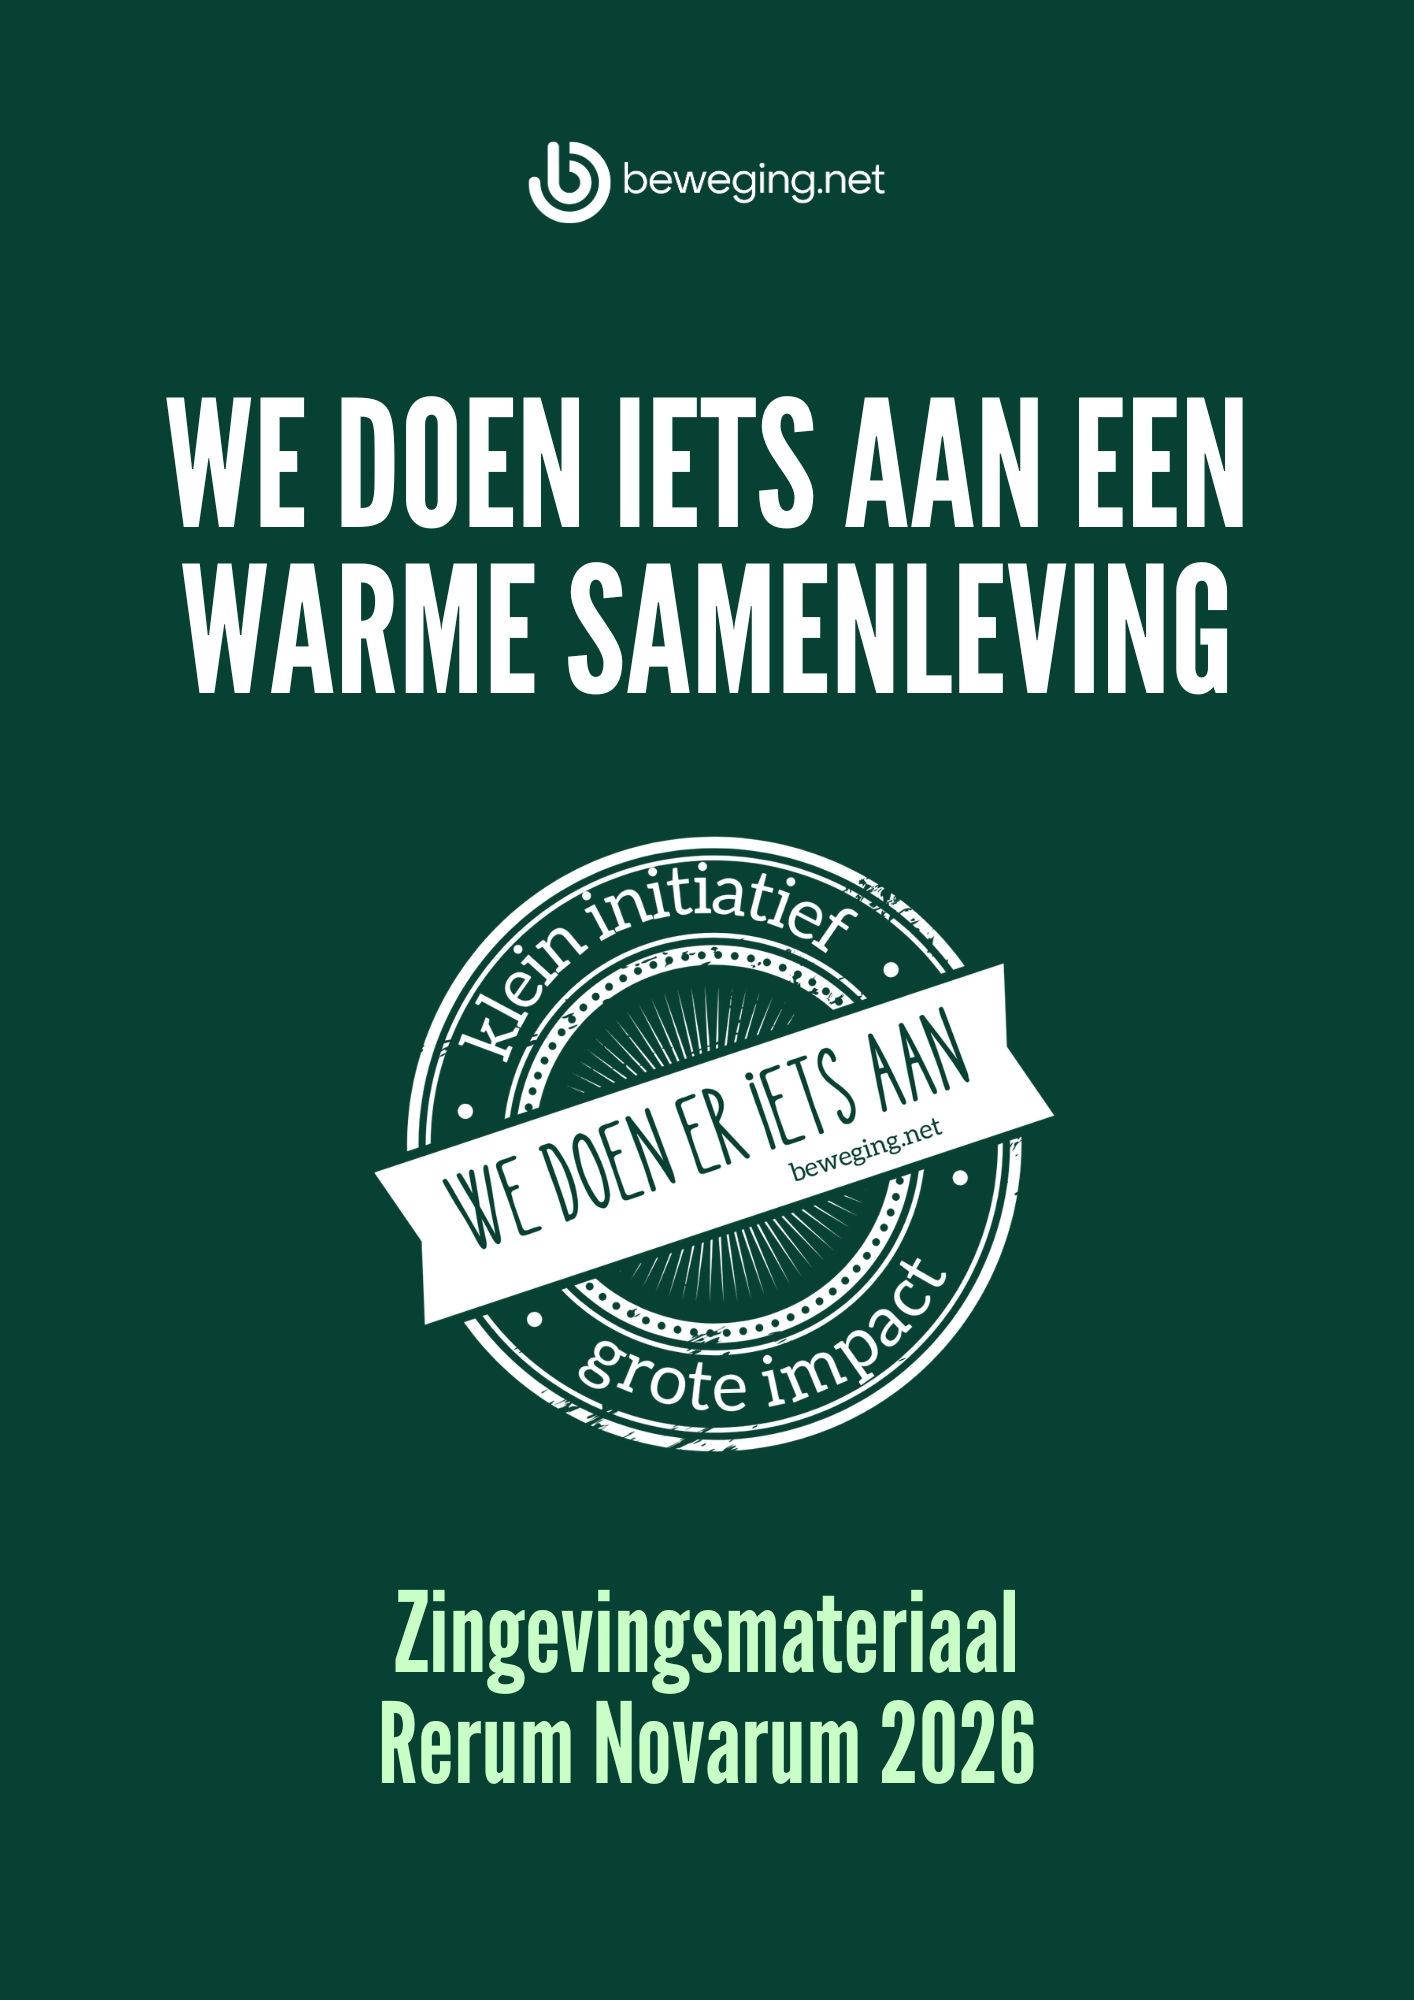 beweging.net
WE DOEN IETS AAN EEN
WARME SAMENLEVING
klein initiatief
WE DOEN ER IETS AAN
beweging.net
grote impact
Zingevingsmateriaal
Rerum Novarum 2026